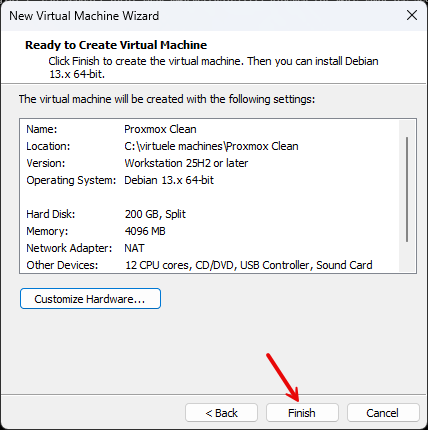 New Virtual Machine Wizard
Ready to Create Virtual Machine
Click Finish to create the virtual machine. Then you can install Debian
13.x 64-bit.
The virtual machine will be created with the following settings:
Name: Proxmox Clean
Location: C:\virtuele machines\Proxmox Clean
Version: Workstation 25H2 or later
Operating System: Debian 13.x 64-bit
Hard Disk: 200 GB, Split
Memory: 4096 MB
Network Adapter: NAT
Other Devices: 12 CPU cores, CD/DVD, USB Controller, Sound Card
Customize Hardware...
< Back Finish Cancel